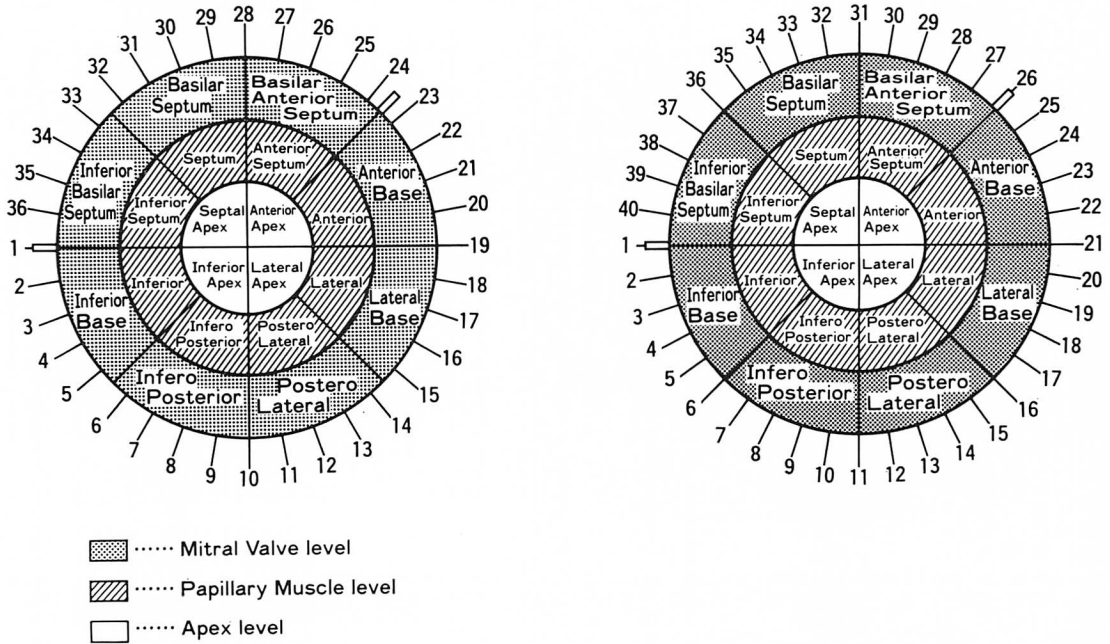 28
29
27
30
26
31
25
32
24
33
23
34
22
35
21
36
20
1
19
2
18
3
17
4
16
5
15
6
14
7
13
8
12
9
11
10
Basilar
Septum
Basilar
Anterior
Septum
Inferior
Basilar
Septum
Septum
Anterior
Septum
Anterior
Base
Inferior
Septum
Septal
Apex
Anterior
Apex
Anterior
Inferior
Base
Inferior
Inferior
Apex
Lateral
Apex
Lateral
Lateral
Base
Infero
Posterior
Postero
Lateral
Infero
Posterior
Postero
Lateral
31
32
30
33
29
34
28
35
27
36
26
37
25
38
24
39
23
40
22
1
21
2
20
3
19
4
18
5
17
6
16
7
15
8
14
9
13
10
12
11
Basilar
Septum
Basilar
Anterior
Septum
Inferior
Basilar
Septum
Septum
Anterior
Septum
Anterior
Base
Inferior
Septum
Septal
Apex
Anterior
Apex
Anterior
Inferior
Base
Inferior
Inferior
Apex
Lateral
Apex
Lateral
Lateral
Base
Infero
Posterior
Postero
Lateral
Infero
Posterior
Postero
Lateral
...... Mitral Valve level
...... Papillary Muscle level
...... Apex level